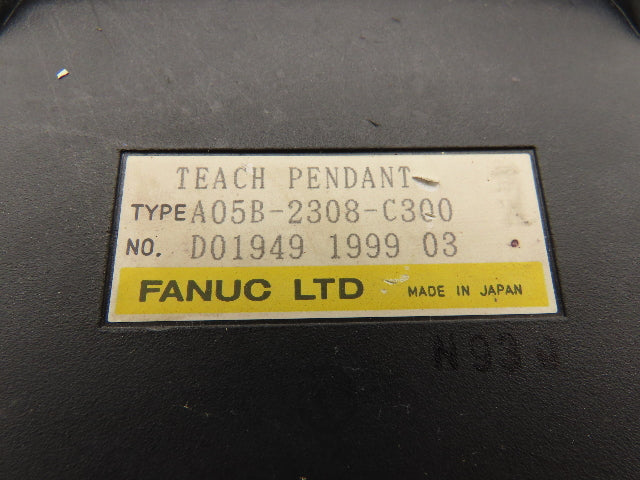 TEACH PENDANT
TYPE A05B-2308-C300
NO. D01949 1999 03
FANUC LTD MADE IN JAPAN